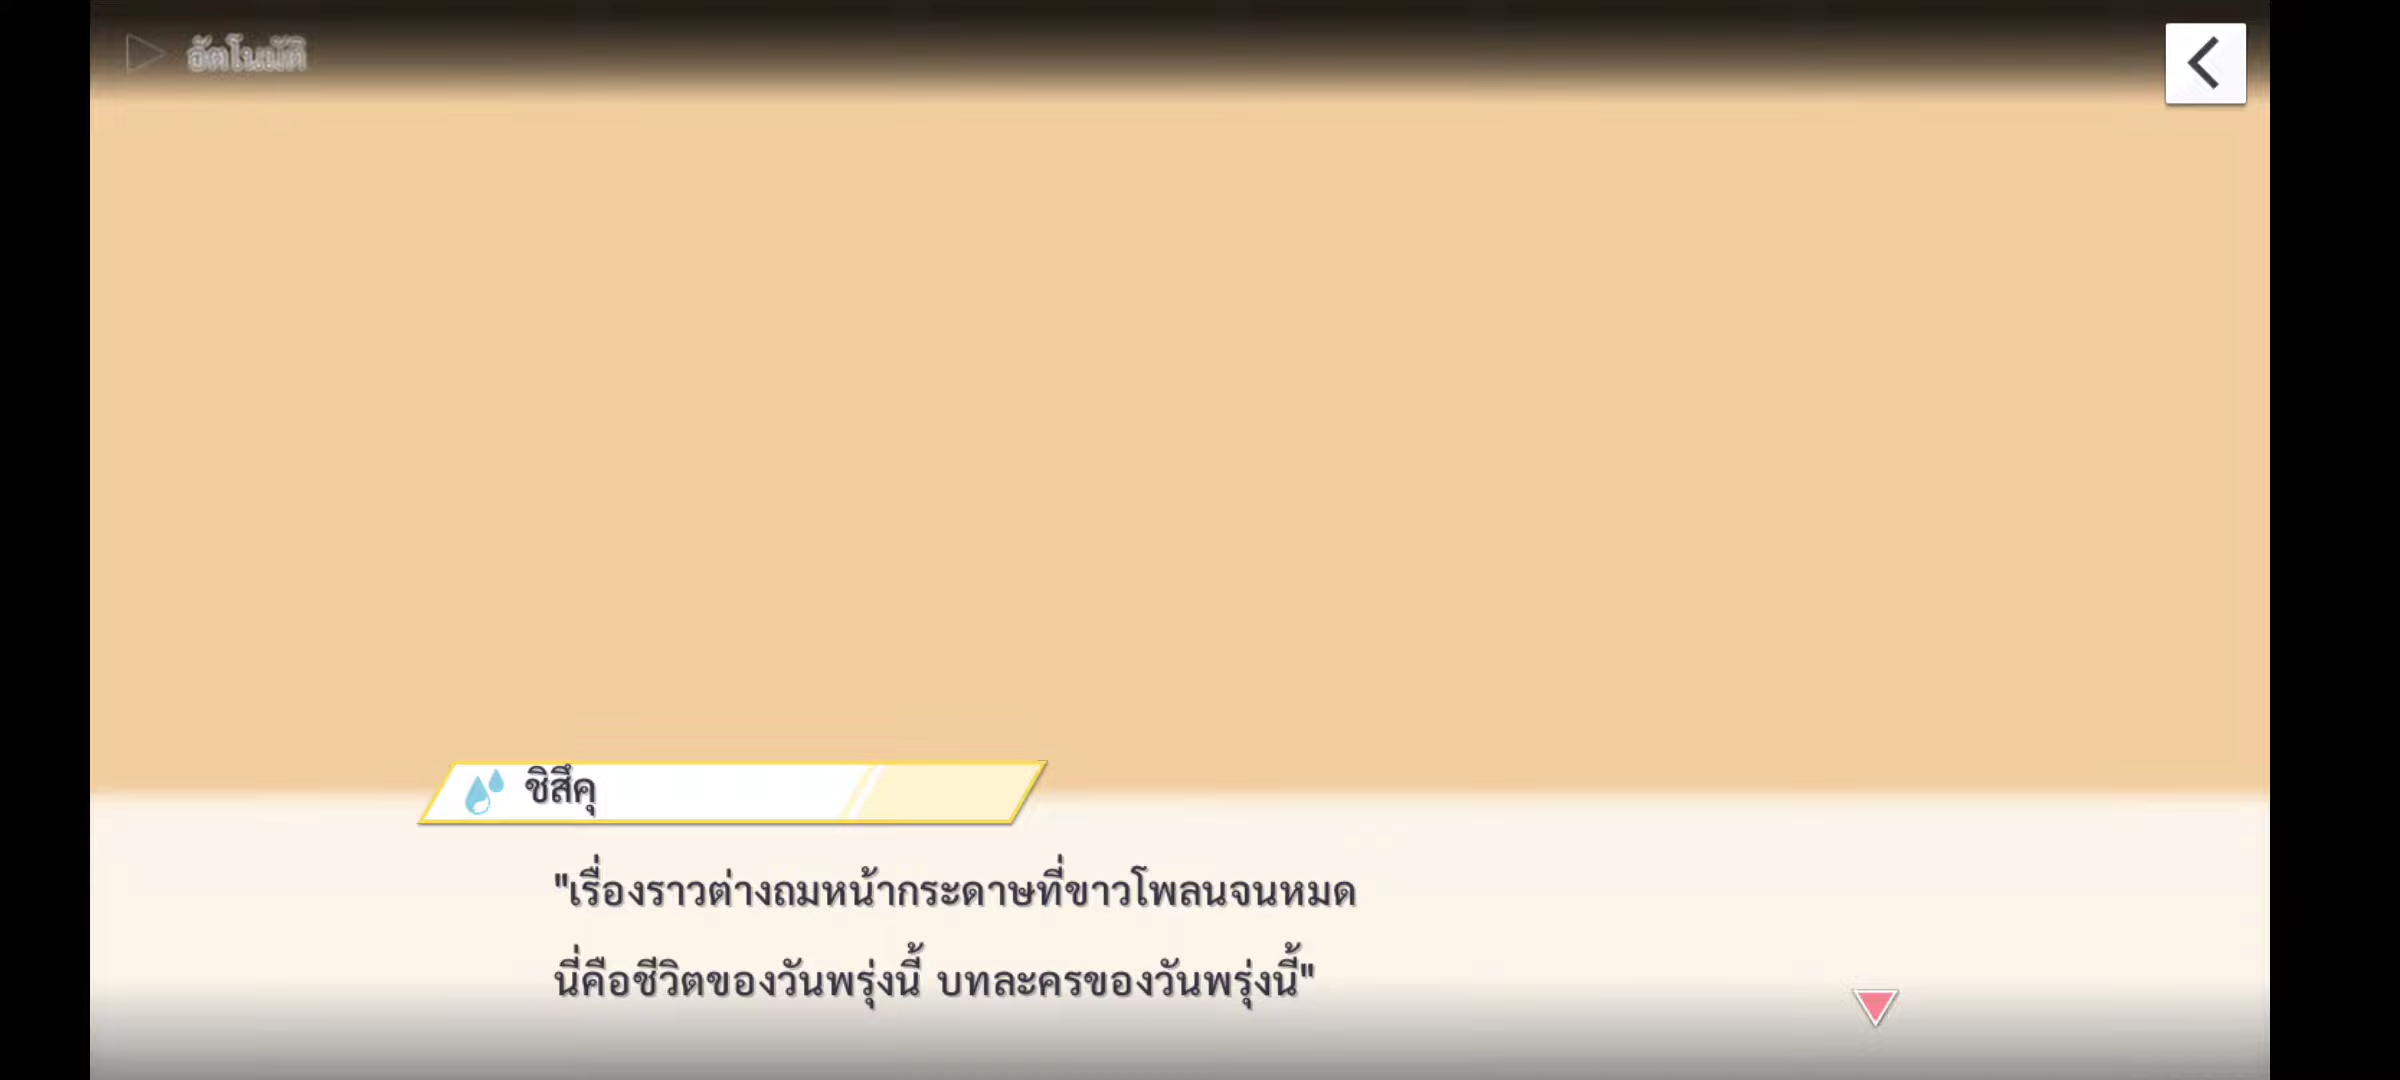 อัตโนมัติ
ชิสึคุ
"เรื่องราวต่างถมหน้ากระดาษที่ขาวโพลนจนหมด
นี่คือชีวิตของวันพรุ่งนี้ บทละครของวันพรุ่งนี้"